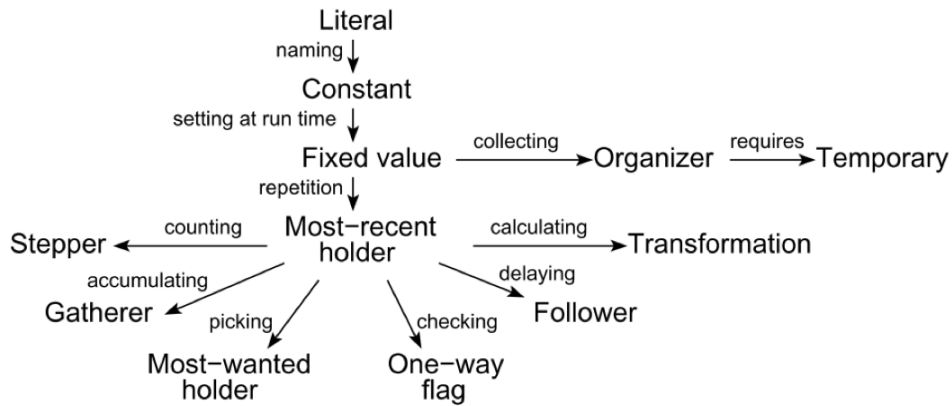 Literal
naming
Constant
setting at run time
Fixed value
collecting
Organizer
requires
Temporary
repetition
Most−recent
holder
counting
Stepper
calculating
Transformation
accumulating
Gatherer
delaying
Follower
picking
Most−wanted
holder
checking
One−way
flag